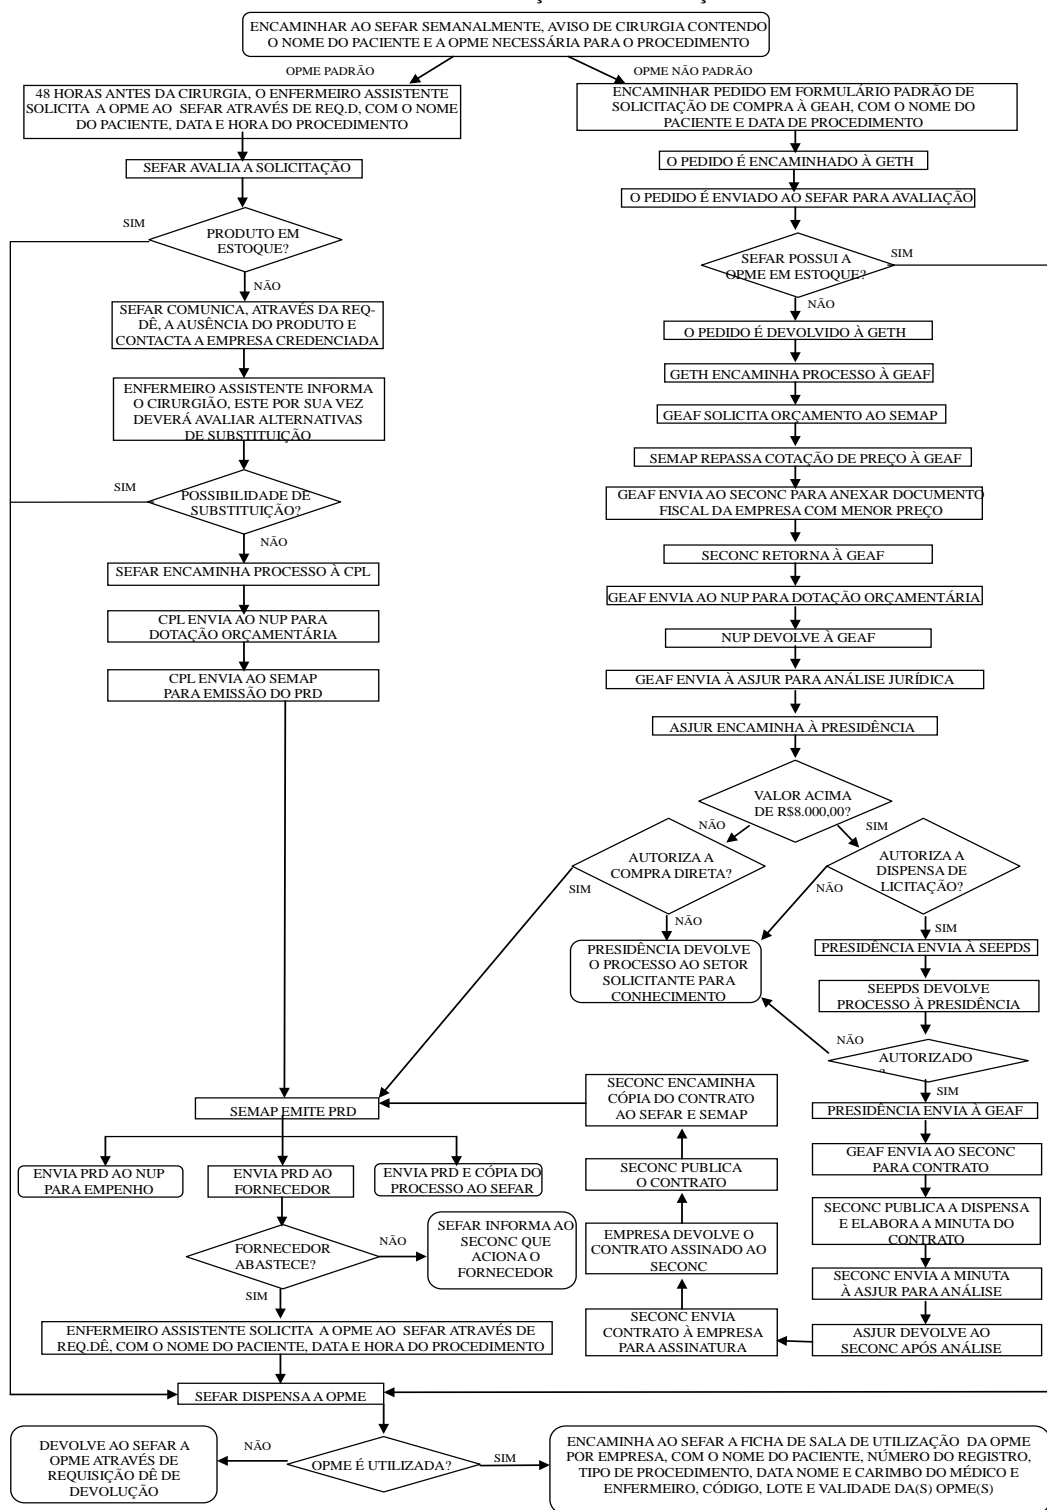 ENCAMINHAR AO SEFAR SEMANALMENTE, AVISO DE CIRURGIA CONTENDO
O NOME DO PACIENTE E A OPME NECESSÁRIA PARA O PROCEDIMENTO
OPME PADRÃO
OPME NÃO PADRÃO
48 HORAS ANTES DA CIRURGIA, O ENFERMEIRO ASSISTENTE
SOLICITA A OPME AO SEFAR ATRAVÉS DE REQ.D, COM O NOME
DO PACIENTE, DATA E HORA DO PROCEDIMENTO
SEFAR AVALIA A SOLICITAÇÃO
SIM
PRODUTO EM
ESTOQUE?
NÃO
SEFAR COMUNICA, ATRAVÉS DA REQ-
DÊ, A AUSÊNCIA DO PRODUTO E
CONTACTA A EMPRESA CREDENCIADA
ENFERMEIRO ASSISTENTE INFORMA
O CIRURGIÃO, ESTE POR SUA VEZ
DEVERÁ AVALIAR ALTERNATIVAS
DE SUBSTITUIÇÃO
SIM
POSSIBILIDADE DE
SUBSTITUIÇÃO?
NÃO
SEFAR ENCAMINHA PROCESSO À CPL
CPL ENVIA AO NUP PARA
DOTAÇÃO ORÇAMENTÁRIA
CPL ENVIA AO SEMAP
PARA EMISSÃO DO PRD
ENCAMINHAR PEDIDO EM FORMULÁRIO PADRÃO DE
SOLICITAÇÃO DE COMPRA À GEAH, COM O NOME DO
PACIENTE E DATA DE PROCEDIMENTO
O PEDIDO É ENCAMINHADO À GETH
O PEDIDO É ENVIADO AO SEFAR PARA AVALIAÇÃO
SEFAR POSSUI A
OPME EM ESTOQUE?
SIM
NÃO
O PEDIDO É DEVOLVIDO À GETH
GETH ENCAMINHA PROCESSO À GEAF
GEAF SOLICITA ORÇAMENTO AO SEMAP
SEMAP REPASSA COTAÇÃO DE PREÇO À GEAF
GEAF ENVIA AO SECONC PARA ANEXAR DOCUMENTO
FISCAL DA EMPRESA COM MENOR PREÇO
SECONC RETORNA À GEAF
GEAF ENVIA AO NUP PARA DOTAÇÃO ORÇAMENTÁRIA
NUP DEVOLVE À GEAF
GEAF ENVIA À ASJUR PARA ANÁLISE JURÍDICA
ASJUR ENCAMINHA À PRESIDÊNCIA
VALOR ACIMA
DE R$8.000,00?
NÃO
SIM
AUTORIZA A
COMPRA DIRETA?
SIM
NÃO
AUTORIZA A
DISPENSA DE
LICITAÇÃO?
NÃO
SIM
PRESIDÊNCIA DEVOLVE
O PROCESSO AO SETOR
SOLICITANTE PARA
CONHECIMENTO
PRESIDÊNCIA ENVIA À SEEPDS
SEEPDS DEVOLVE
PROCESSO À PRESIDÊNCIA
NÃO
AUTORIZADO
SIM
PRESIDÊNCIA ENVIA À GEAF
GEAF ENVIA AO SECONC
PARA CONTRATO
SECONC PUBLICA A DISPENSA
E ELABORA A MINUTA DO
CONTRATO
SECONC ENVIA A MINUTA
À ASJUR PARA ANÁLISE
ASJUR DEVOLVE AO
SECONC APÓS ANÁLISE
SECONC ENVIA
CONTRATO À EMPRESA
PARA ASSINATURA
EMPRESA DEVOLVE O
CONTRATO ASSINADO AO
SECONC
SECONC PUBLICA
O CONTRATO
SECONC ENCAMINHA
CÓPIA DO CONTRATO
AO SEFAR E SEMAP
SEMAP EMITE PRD
ENVIA PRD AO NUP
PARA EMPENHO
ENVIA PRD AO
FORNECEDOR
ENVIA PRD E CÓPIA DO
PROCESSO AO SEFAR
FORNECEDOR
ABASTECE?
NÃO
SEFAR INFORMA AO
SECONC QUE
ACIONA O
FORNECEDOR
SIM
ENFERMEIRO ASSISTENTE SOLICITA A OPME AO SEFAR ATRAVÉS DE
REQ.DÊ, COM O NOME DO PACIENTE, DATA E HORA DO PROCEDIMENTO
SEFAR DISPENSA A OPME
OPME É UTILIZADA?
NÃO
DEVOLVE AO SEFAR A
OPME ATRAVÉS DE
REQUISIÇÃO DÊ DE
DEVOLUÇÃO
SIM
ENCAMINHA AO SEFAR A FICHA DE SALA DE UTILIZAÇÃO DA OPME
POR EMPRESA, COM O NOME DO PACIENTE, NÚMERO DO REGISTRO,
TIPO DE PROCEDIMENTO, DATA NOME E CARIMBO DO MÉDICO E
ENFERMEIRO, CÓDIGO, LOTE E VALIDADE DA(S) OPME(S)